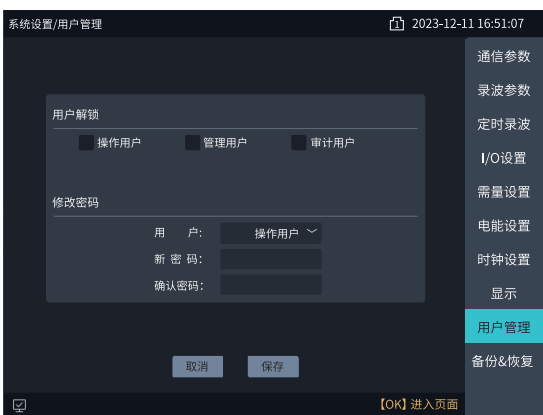 系统设置/用户管理 1 2023-12-11 16:51:07
通信参数
录波参数
定时录波
I/O设置
需量设置
电能设置
时钟设置
显示
用户管理
备份&恢复
用户解锁
操作用户 管理用户 审计用户
修改密码
用 户: 操作用户
新 密 码:
确认密码:
取消 保存
【OK】进入页面